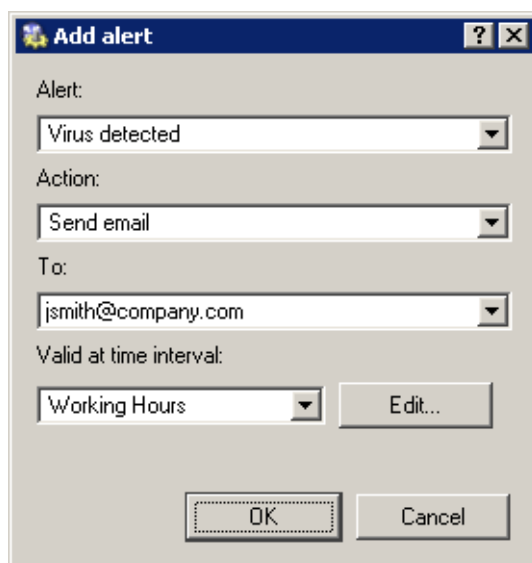 Add alert
Alert:
Virus detected
Action:
Send email
To:
jsmith@company.com
Valid at time interval:
Working Hours
Edit...
OK
Cancel